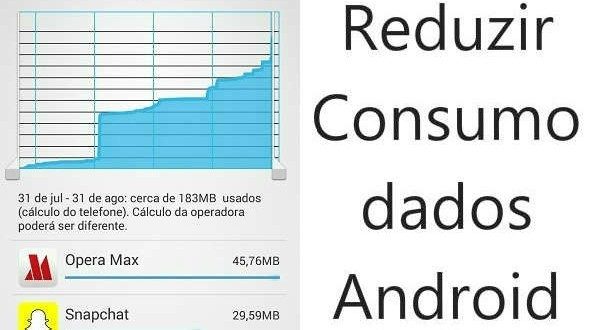 31 de jul - 31 de ago: cerca de 183MB usados
(cálculo do telefone). Cálculo da operadora
poderá ser diferente.
Opera Max 45,76MB
Snapchat 29,59MB
Reduzir
Consumo
dados
Android